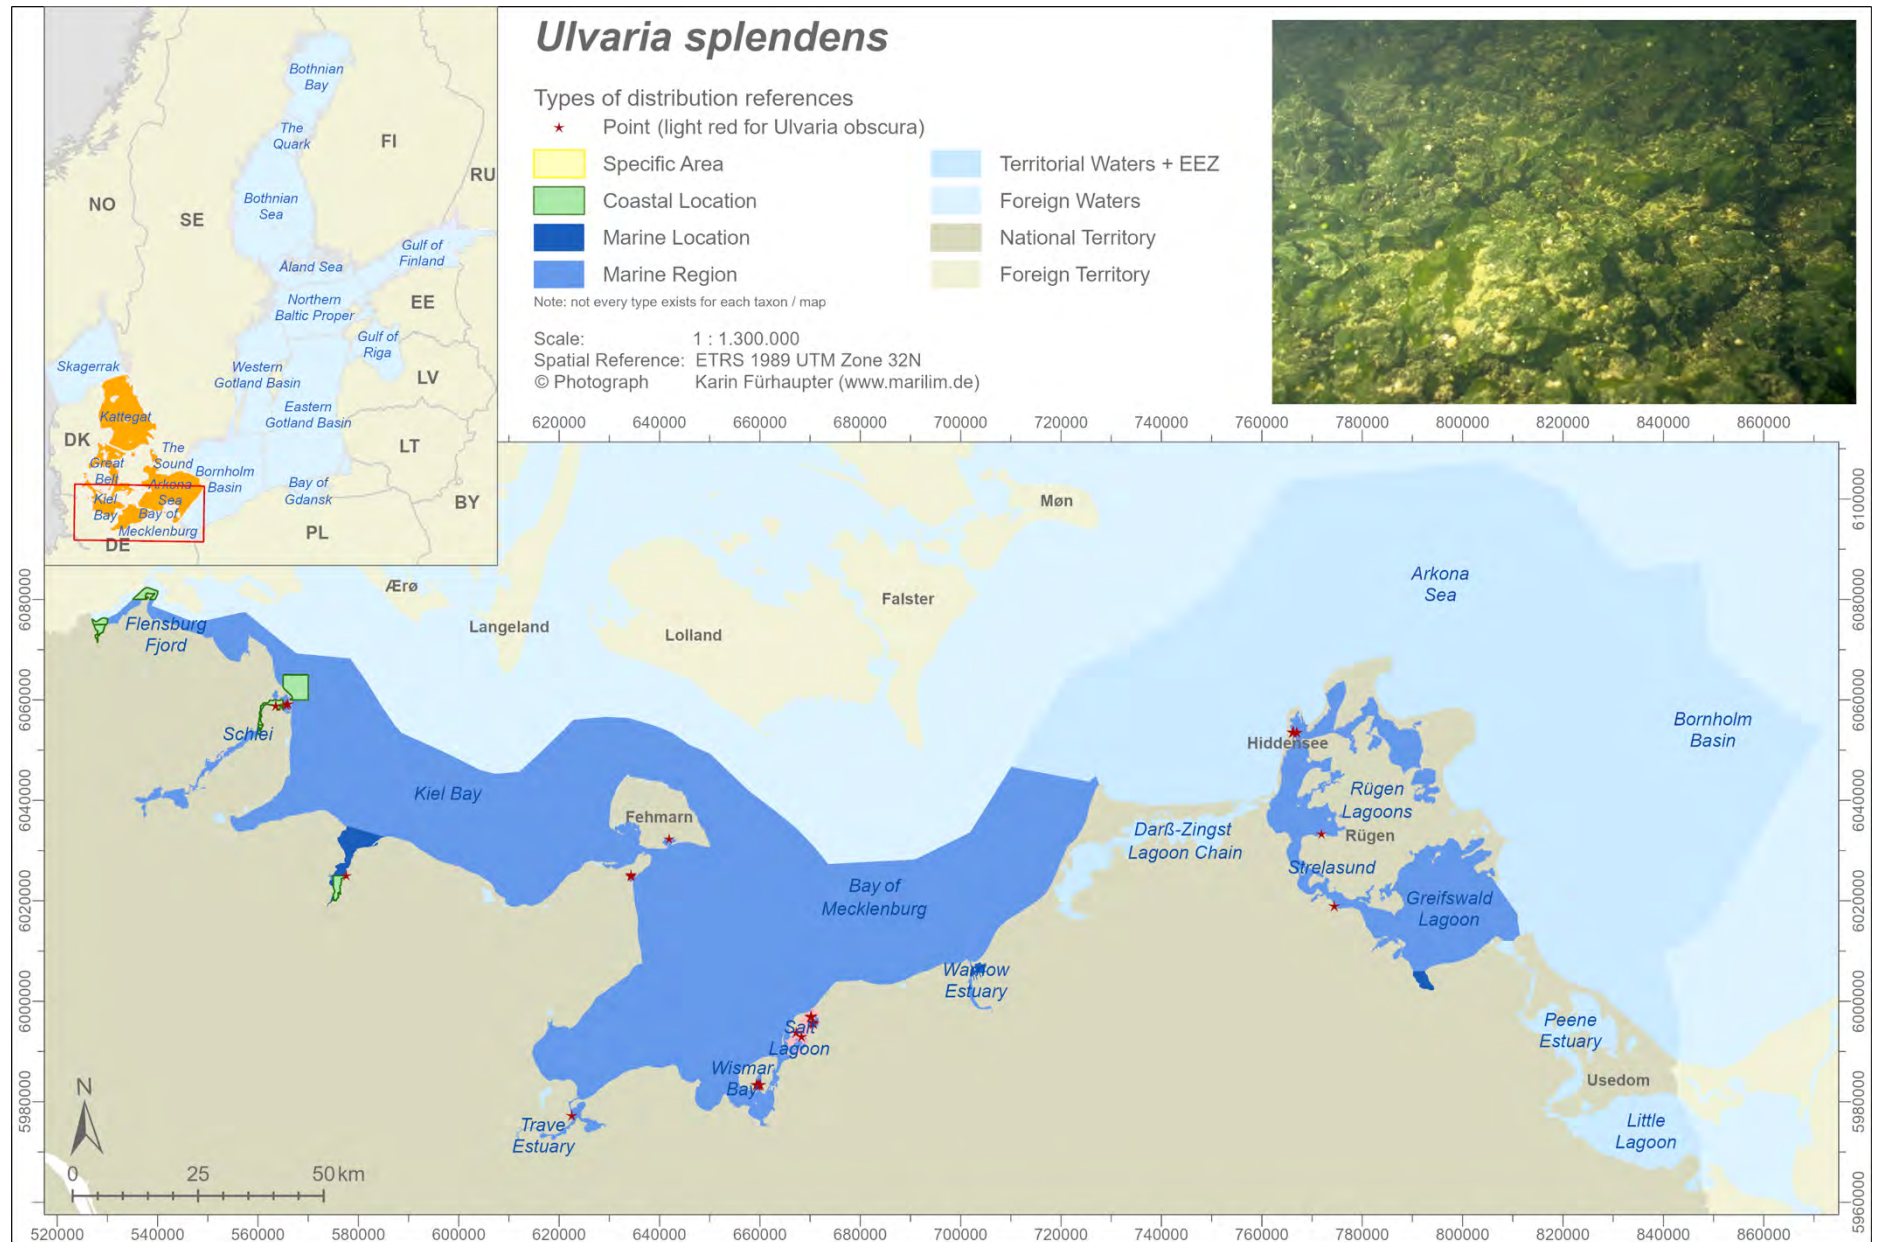 Ulvaria splendens
Types of distribution references
Point (light red for Ulvaria obscura)
Specific Area
Coastal Location
Marine Location
Marine Region
Territorial Waters + EEZ
Foreign Waters
National Territory
Foreign Territory
Note: not every type exists for each taxon / map
Scale: 1 : 1.300.000
Spatial Reference: ETRS 1989 UTM Zone 32N
© Photograph Karin Fürhaupter (www.marilim.de)
Bothnian
Bay
The
Quark
FI
RU
NO
SE
Bothnian
Sea
Gulf of
Finland
Åland Sea
Northern
Baltic Proper
EE
Gulf of
Riga
Skagerrak
Western
Gotland Basin
LV
Kattegat
Eastern
Gotland Basin
DK
The
Sound
LT
Great
Belt
Bornholm
Basin
Arkona
Sea
Bay of
Gdansk
Kiel
Bay
Bay of
Mecklenburg
BY
PL
DE
620000 640000 660000 680000 700000 720000 740000 760000 780000 800000 820000 840000 860000
6100000
6080000
6060000
6040000
6020000
6000000
5980000
5960000
Møn
Ærø
Langeland
Lolland
Falster
Arkona
Sea
Flensburg
Fjord
Schlei
Kiel Bay
Fehmarn
Bay of
Mecklenburg
Hiddensee
Bornholm
Basin
Rügen
Lagoons
Rügen
Darß-Zingst
Lagoon Chain
Strelasund
Greifswald
Lagoon
Warnow
Estuary
Salt
Lagoon
Wismar
Bay
Trave
Estuary
Peene
Estuary
Usedom
Little
Lagoon
6080000
6060000
6040000
6020000
6000000
5980000
N
0 25 50 km
520000 540000 560000 580000 600000 620000 640000 660000 680000 700000 720000 740000 760000 780000 800000 820000 840000 860000